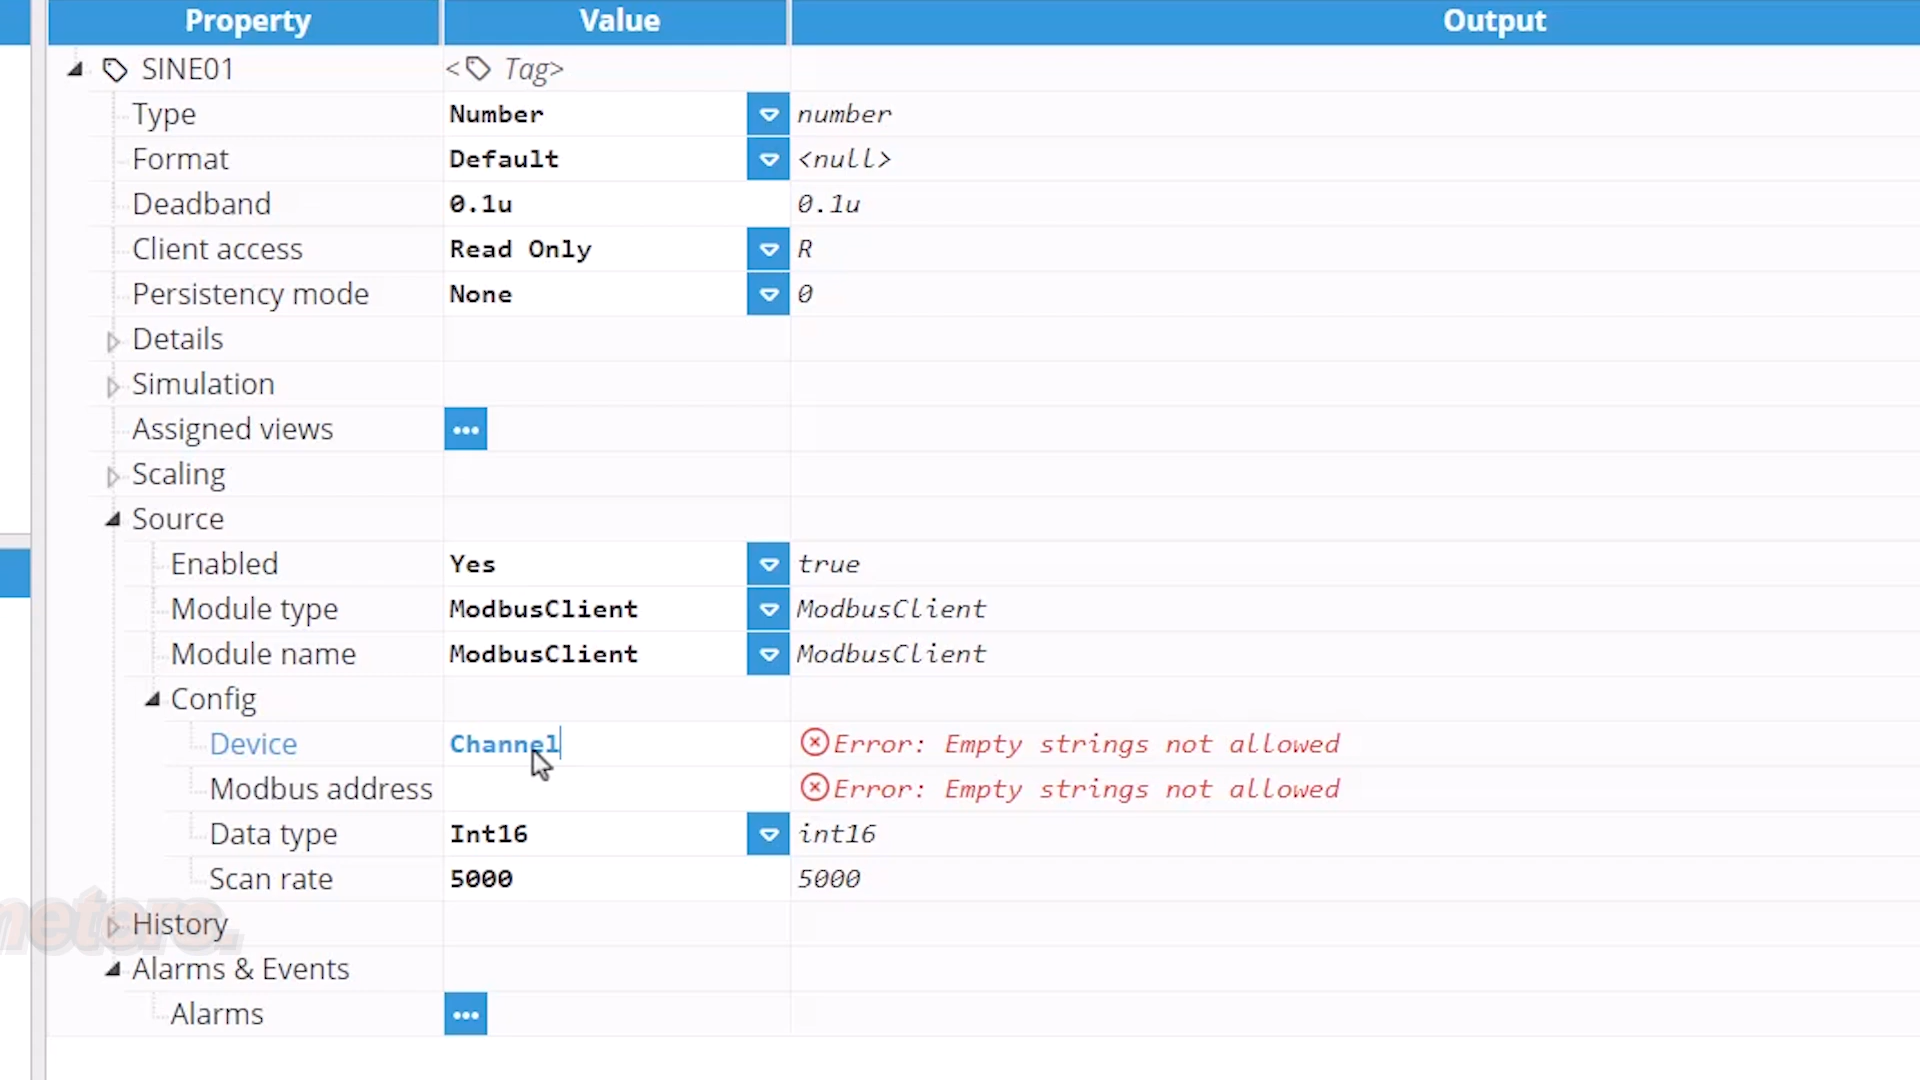 Property Value Output
SINE01 < Tag>
Type Number number
Format Default <null>
Deadband 0.1u 0.1u
Client access Read Only R
Persistency mode None 0
Details
Simulation
Assigned views
Scaling
Source
Enabled Yes true
Module type ModbusClient ModbusClient
Module name ModbusClient ModbusClient
Config
Device Channel Error: Empty strings not allowed
Modbus address Error: Empty strings not allowed
Data type Int16 int16
Scan rate 5000 5000
History
Alarms & Events
Alarms